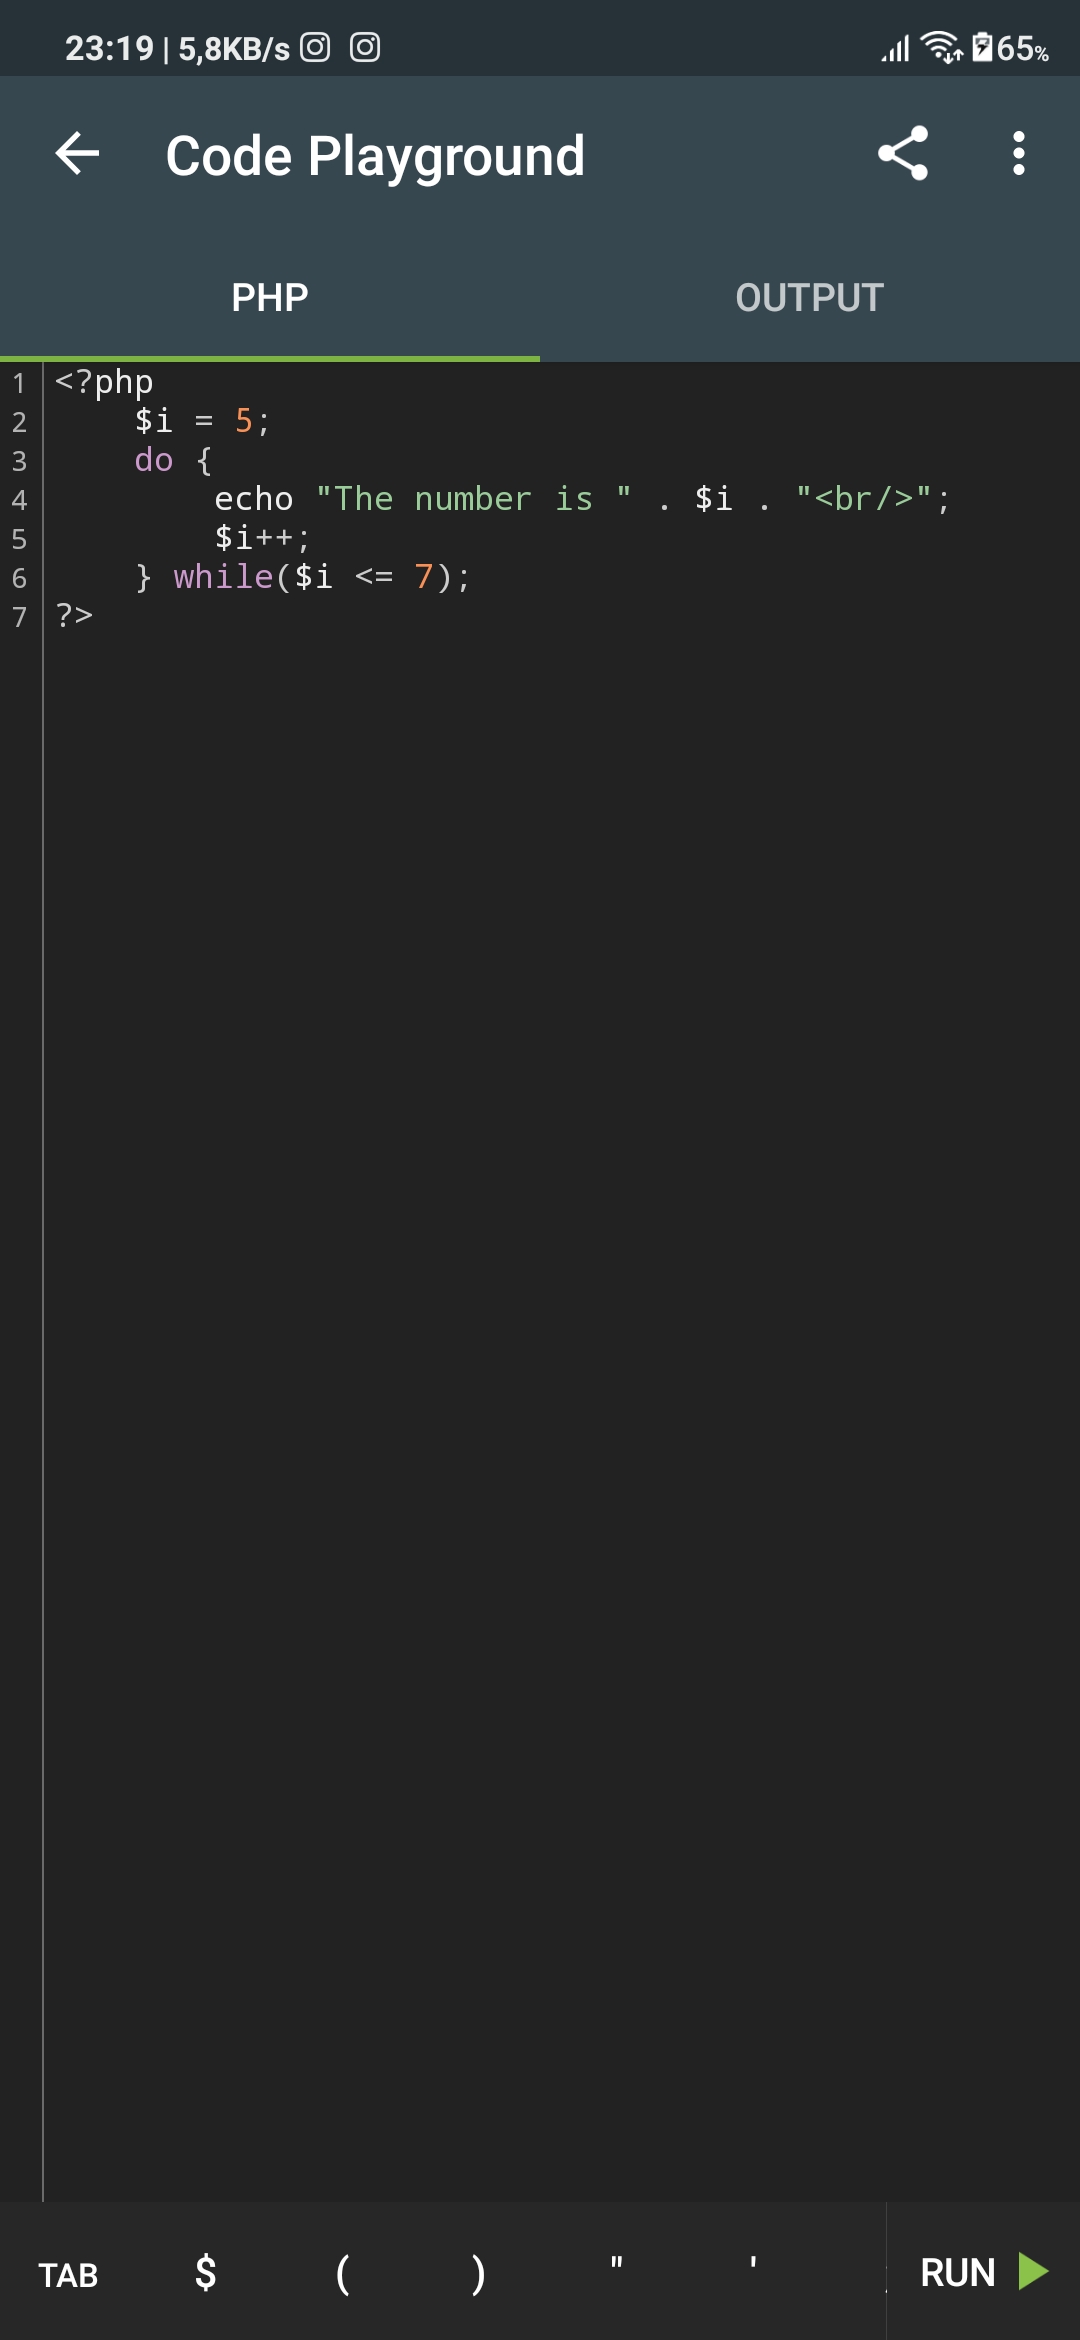 23:19 | 5,8KB/s 65%
Code Playground
PHP OUTPUT
1 <?php
2     $i = 5;
3     do {
4         echo "The number is " . $i . "<br/>";
5         $i++;
6     } while($i <= 7);
7 ?>
TAB $ ( ) " ' RUN